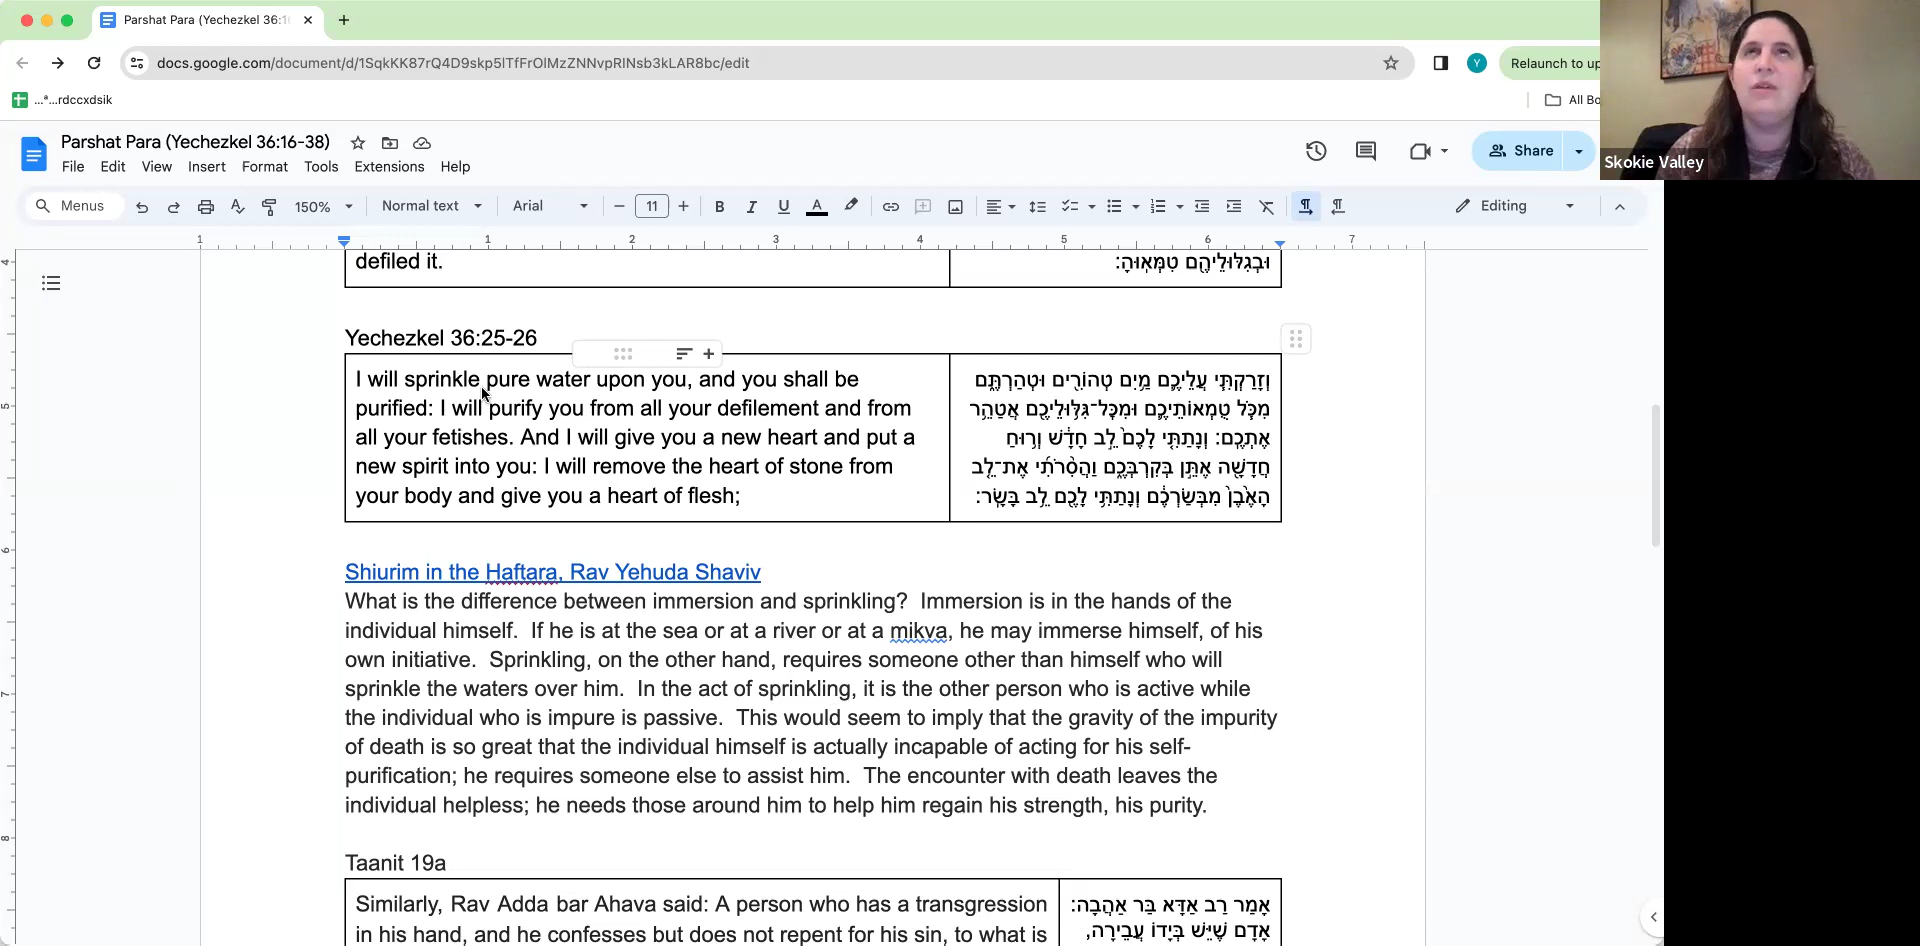 Parshat Para (Yechezkel 36:1
docs.google.com/document/d/1SqkKK87rQ4D9skp5lTfFrOlMzZNNvpRlNsb3kLAR8bc/edit
Y
Relaunch to up
...ª...rdccxdsik
All Bo
Skokie Valley
Parshat Para (Yechezkel 36:16-38)
File Edit View Insert Format Tools Extensions Help
Share
Menus
150%
Normal text
Arial
11
Editing
1 1 2 3 4 5 6 7
defiled it.
וּבְגִלּוּלֵיהֶ֖ם טִמְּאֽוּהָ׃
Yechezkel 36:25-26
I will sprinkle pure water upon you, and you shall be
purified: I will purify you from all your defilement and from
all your fetishes. And I will give you a new heart and put a
new spirit into you: I will remove the heart of stone from
your body and give you a heart of flesh;
וְזָרַקְתִּ֧י עֲלֵיכֶ֛ם מַ֥יִם טְהוֹרִ֖ים וּטְהַרְתֶּ֑ם
מִכֹּ֧ל טֻמְאוֹתֵיכֶ֛ם וּמִכׇּל־גִּלּ֥וּלֵיכֶ֖ם אֲטַהֵ֥ר
אֶתְכֶֽם׃ וְנָתַתִּ֤י לָכֶם֙ לֵ֣ב חָדָ֔שׁ וְר֥וּחַ
חֲדָשָׁ֖ה אֶתֵּ֣ן בְּקִרְבְּכֶ֑ם וַהֲסִ֨רֹתִ֜י אֶת־לֵ֤ב
הָאֶ֙בֶן֙ מִבְּשַׂרְכֶ֔ם וְנָתַתִּ֥י לָכֶ֖ם לֵ֥ב בָּשָֽׂר׃
Shiurim in the Haftara, Rav Yehuda Shaviv
What is the difference between immersion and sprinkling?  Immersion is in the hands of the
individual himself.  If he is at the sea or at a river or at a mikva, he may immerse himself, of his
own initiative.  Sprinkling, on the other hand, requires someone other than himself who will
sprinkle the waters over him.  In the act of sprinkling, it is the other person who is active while
the individual who is impure is passive.  This would seem to imply that the gravity of the impurity
of death is so great that the individual himself is actually incapable of acting for his self-
purification; he requires someone else to assist him.  The encounter with death leaves the
individual helpless; he needs those around him to help him regain his strength, his purity.
Taanit 19a
Similarly, Rav Adda bar Ahava said: A person who has a transgression
in his hand, and he confesses but does not repent for his sin, to what is
אָמַר רַב אַדָּא בַּר אַהֲבָה:
אָדָם שֶׁיֵּשׁ בְּיָדוֹ עֲבֵירָה,
4
5
6
7
8